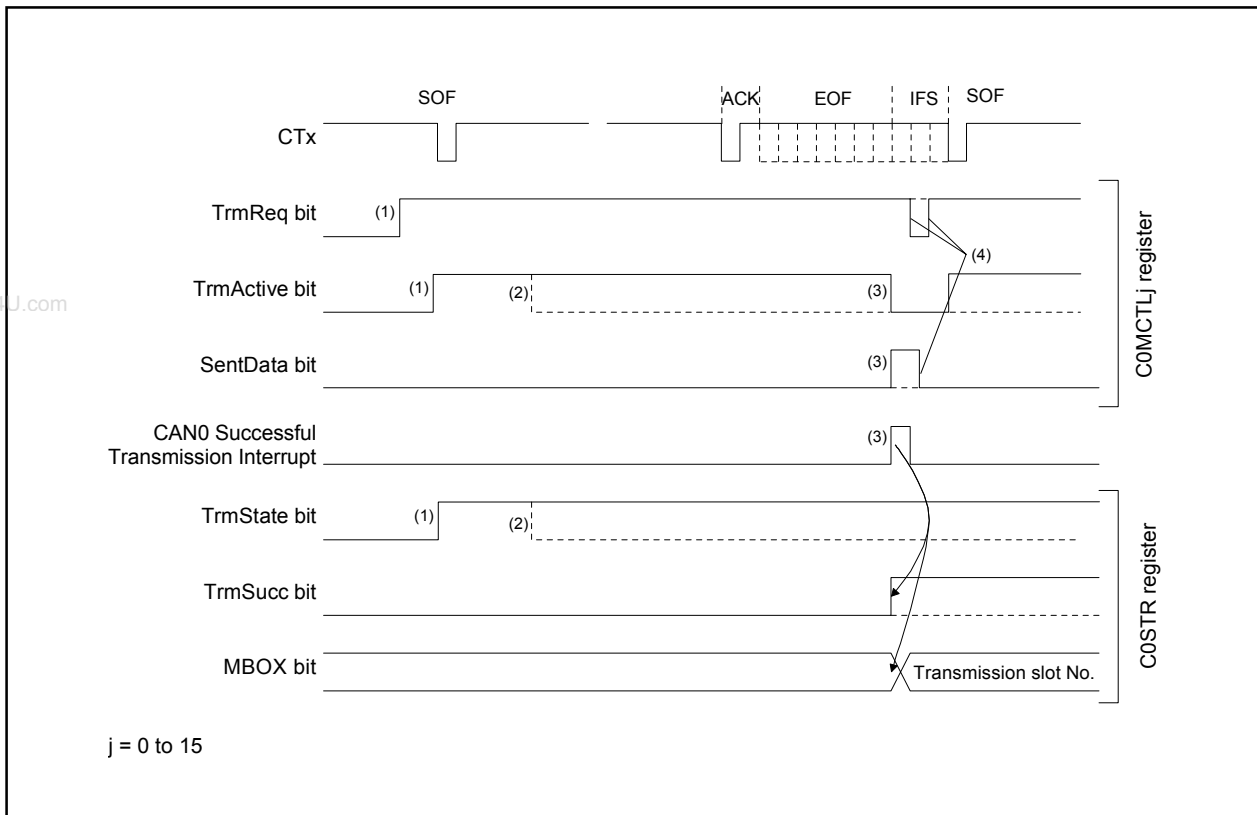 SOF ACK EOF IFS SOF
CTx
TrmReq bit (1)
(4)
TrmActive bit (1) (2) (3)
4U.com
SentData bit (3)
C0MCTLj register
CAN0 Successful
Transmission Interrupt (3)
TrmState bit (1) (2)
TrmSucc bit
MBOX bit Transmission slot No.
C0STR register
j = 0 to 15